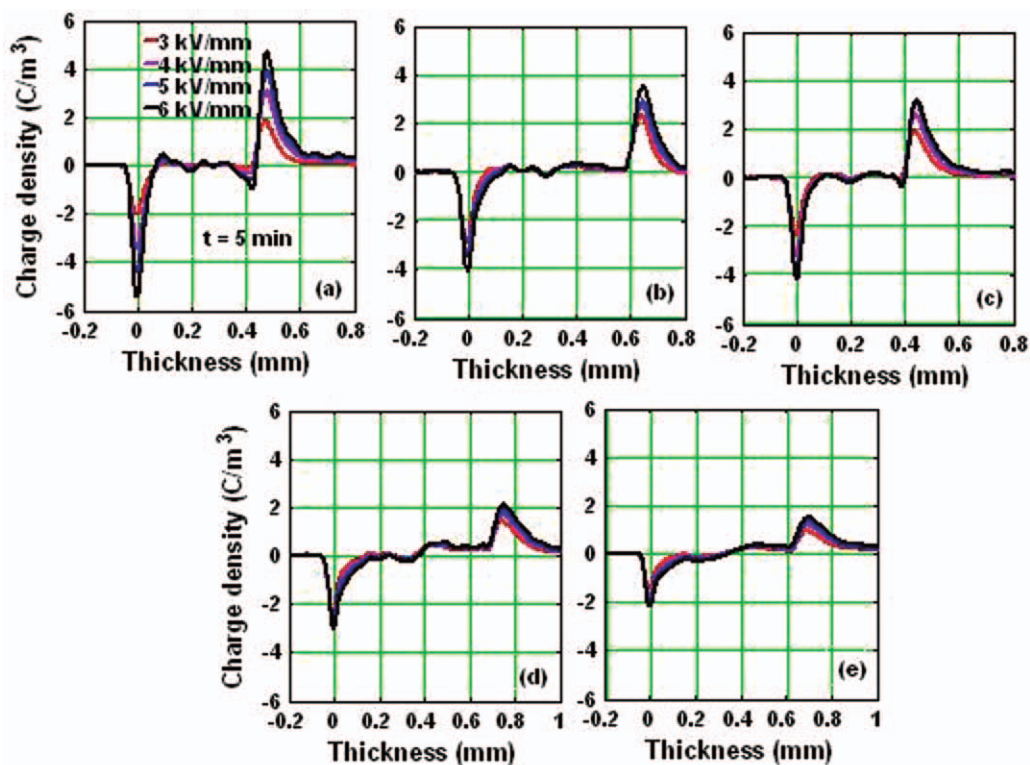 6
4
2
0
-2
-4
-6
Charge density (C/m³)
3 kV/mm
4 kV/mm
5 kV/mm
6 kV/mm
t = 5 min
(a)
-0.2 0 0.2 0.4 0.6 0.8
Thickness (mm)
6
4
2
0
-2
-4
-6
(b)
-0.2 0 0.2 0.4 0.6 0.8
Thickness (mm)
6
4
2
0
-2
-4
-6
(c)
-0.2 0 0.2 0.4 0.6 0.8
Thickness (mm)
6
4
2
0
-2
-4
-6
Charge density (C/m³)
(d)
-0.2 0 0.2 0.4 0.6 0.8 1
Thickness (mm)
6
4
2
0
-2
-4
-6
(e)
-0.2 0 0.2 0.4 0.6 0.8 1
Thickness (mm)